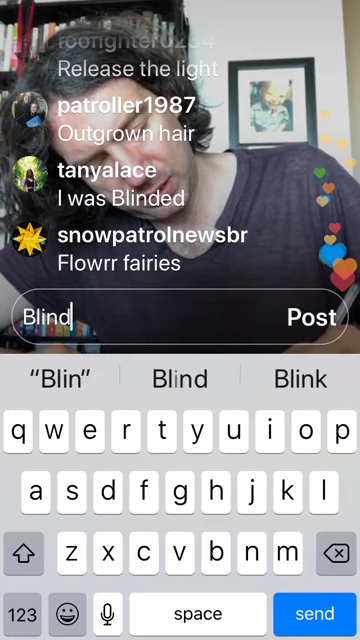 foofighter0234
Release the light
patroller1987
Outgrown hair
tanyalace
I was Blinded
snowpatrolnewsbr
Flowrr fairies
Blind
Post
“Blin” Blind Blink
q w e r t y u i o p
a s d f g h j k l
z x c v b n m
123 space send